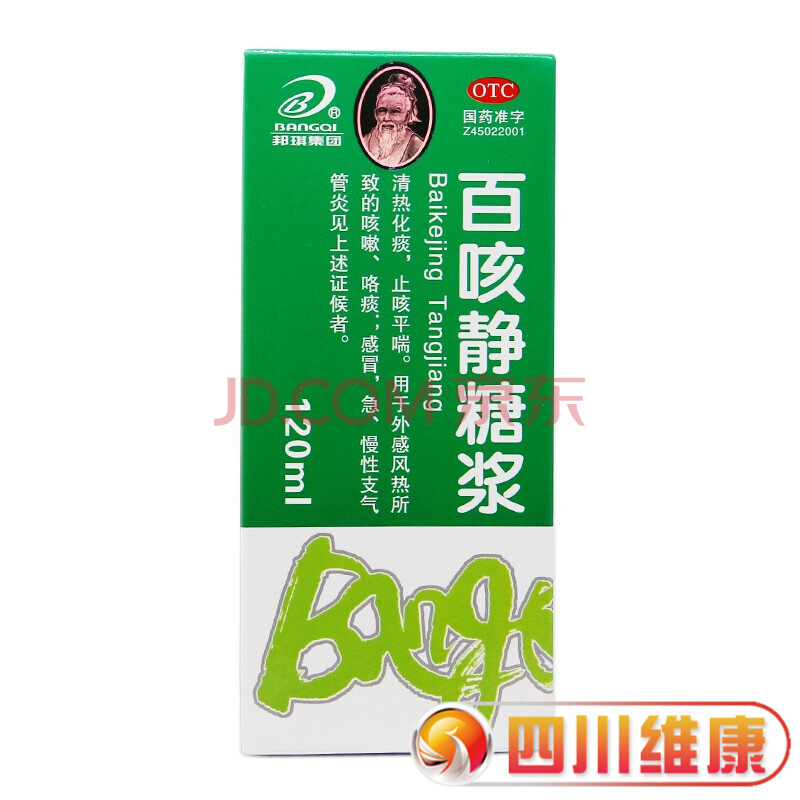 BANGQI
邦琪集团
OTC
国药准字
Z45022001
百咳静糖浆
Baikejing Tangjiang
清热化痰，止咳平喘。用于外感风热所
致的咳嗽、咯痰；感冒，急、慢性支气
管炎见上述证候者。
120ml
JD.COM 京东
Bangq
四川维康